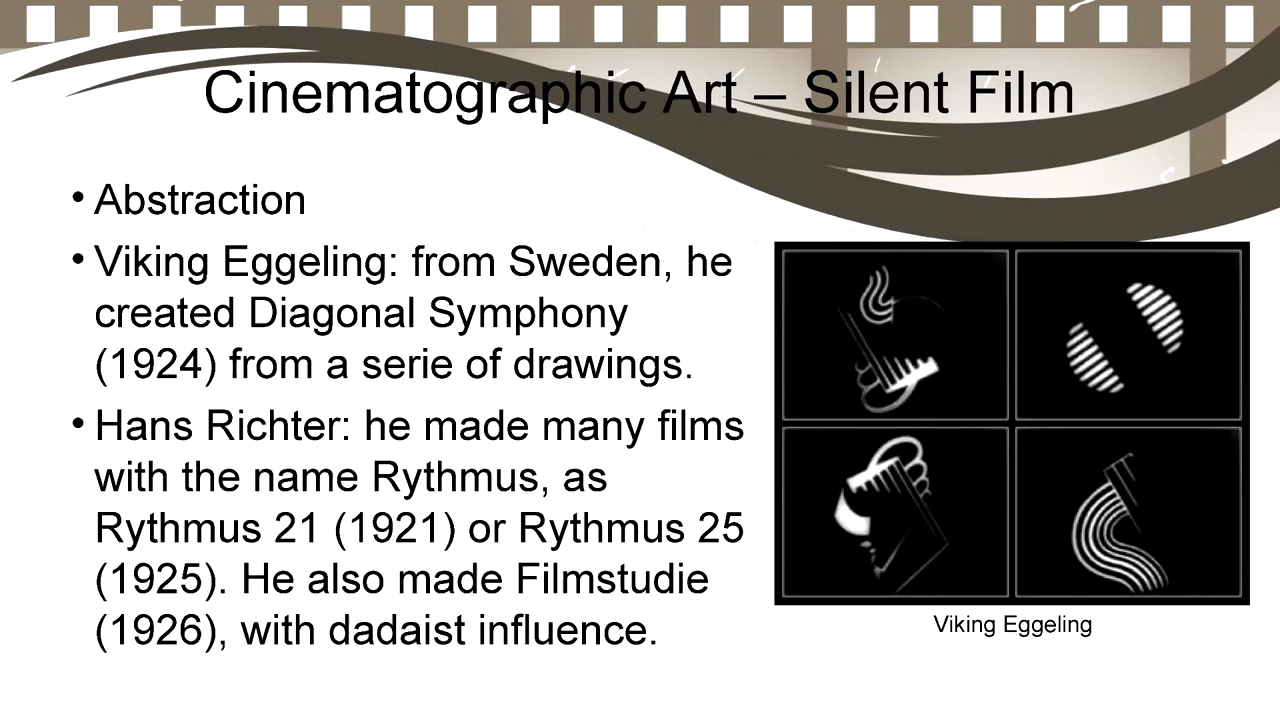 Cinematographic Art – Silent Film
• Abstraction
• Viking Eggeling: from Sweden, he
created Diagonal Symphony
(1924) from a serie of drawings.
• Hans Richter: he made many films
with the name Rythmus, as
Rythmus 21 (1921) or Rythmus 25
(1925). He also made Filmstudie
(1926), with dadaist influence.
Viking Eggeling